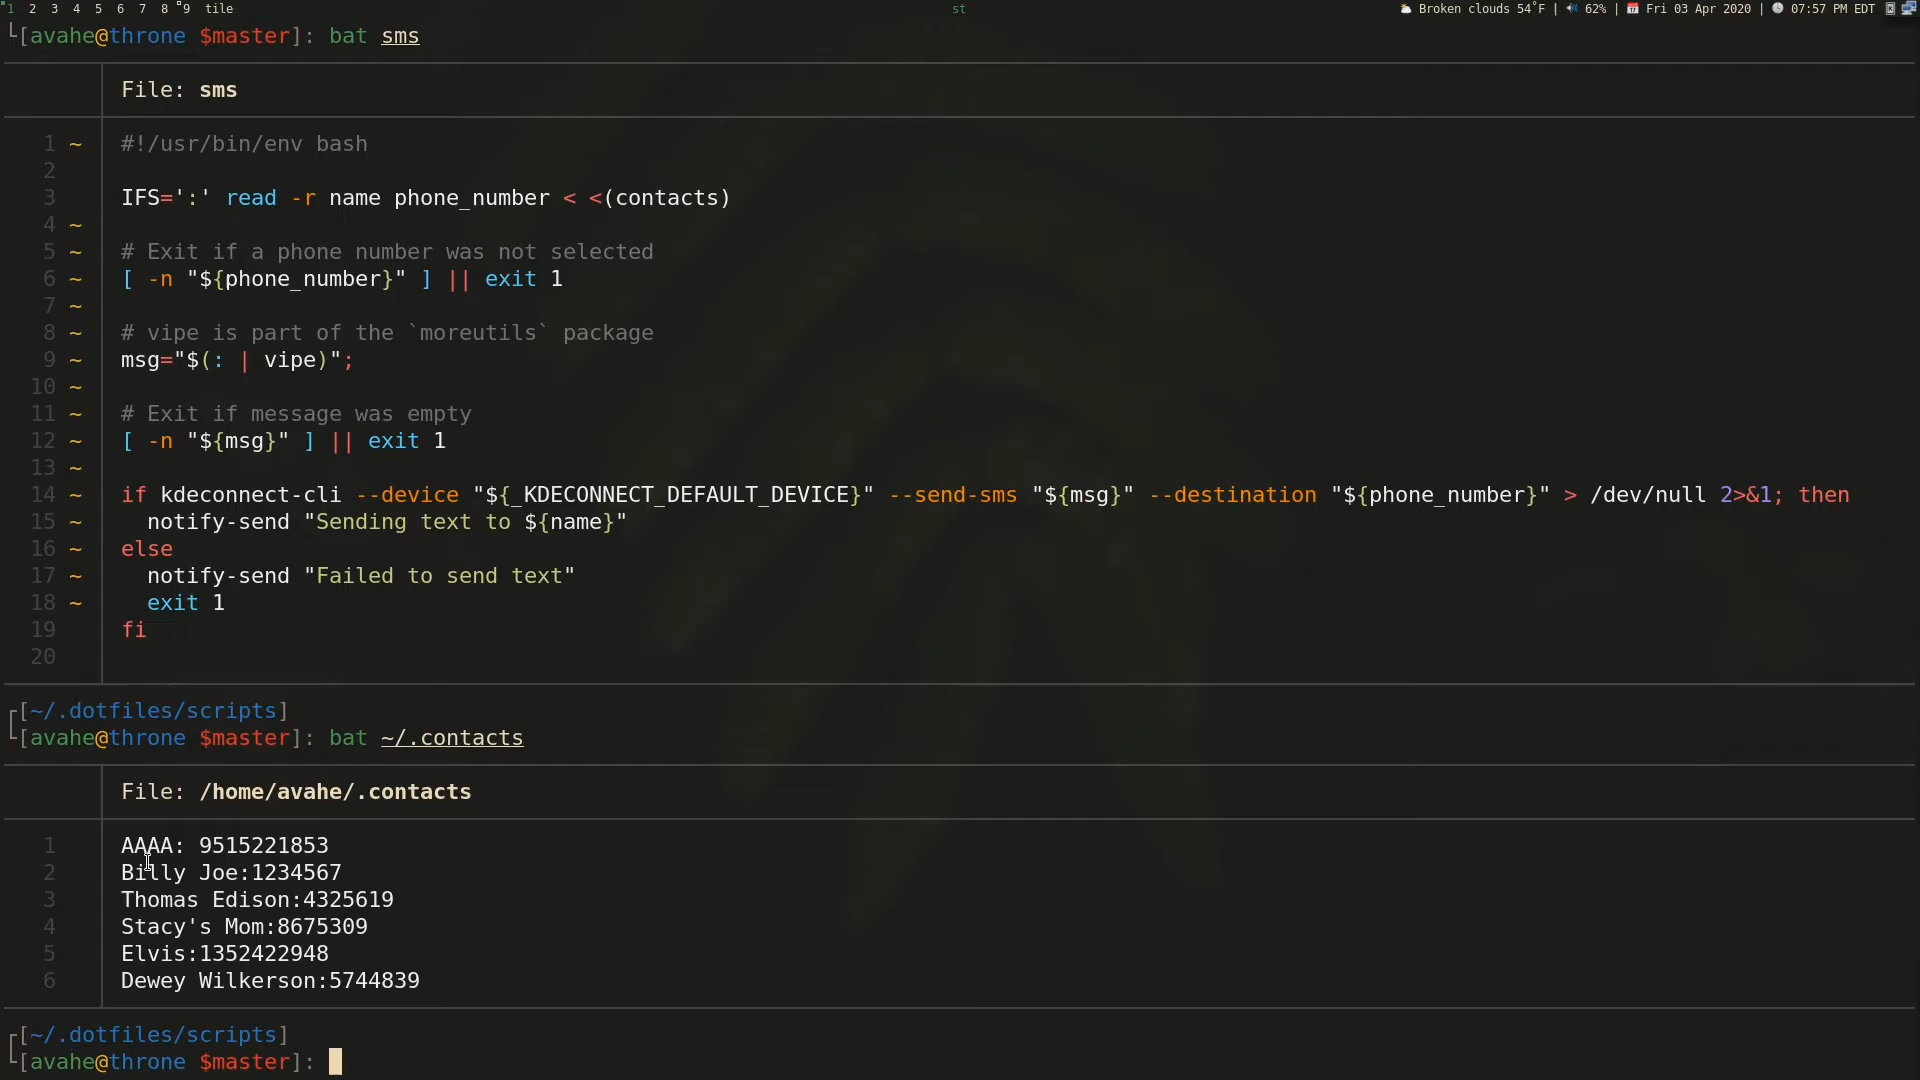 1 2 3 4 5 6 7 8 9 tile st Broken clouds 54°F | 62% | Fri 03 Apr 2020 | 07:57 PM EDT
└[avahe@throne $master]: bat sms
File: sms
1 ~ #!/usr/bin/env bash
2
3 IFS=':' read -r name phone_number < <(contacts)
4 ~
5 ~ # Exit if a phone number was not selected
6 ~ [ -n "${phone_number}" ] || exit 1
7 ~
8 ~ # vipe is part of the `moreutils` package
9 ~ msg="$(: | vipe)";
10 ~
11 ~ # Exit if message was empty
12 ~ [ -n "${msg}" ] || exit 1
13 ~
14 ~ if kdeconnect-cli --device "${_KDECONNECT_DEFAULT_DEVICE}" --send-sms "${msg}" --destination "${phone_number}" > /dev/null 2>&1; then
15 ~ notify-send "Sending text to ${name}"
16 ~ else
17 ~ notify-send "Failed to send text"
18 ~ exit 1
19 fi
20
┌[~/.dotfiles/scripts]
└[avahe@throne $master]: bat ~/.contacts
File: /home/avahe/.contacts
1 AAAA: 9515221853
2 Billy Joe:1234567
3 Thomas Edison:4325619
4 Stacy's Mom:8675309
5 Elvis:1352422948
6 Dewey Wilkerson:5744839
┌[~/.dotfiles/scripts]
└[avahe@throne $master]: